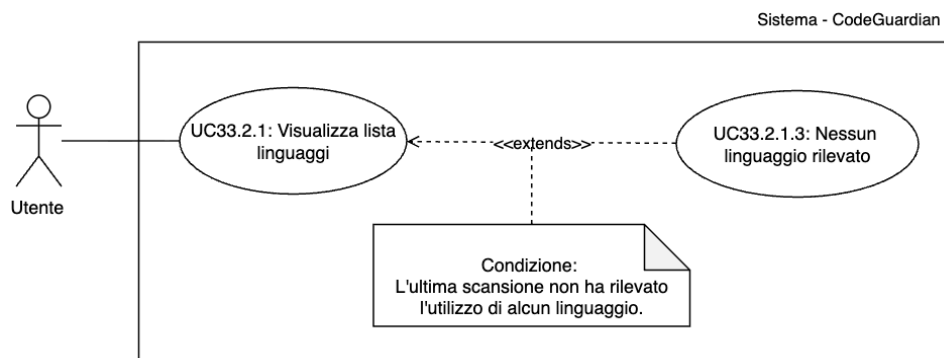 Sistema - CodeGuardian
UC33.2.1: Visualizza lista
linguaggi
<<extends>>
UC33.2.1.3: Nessun
linguaggio rilevato
Utente
Condizione:
L'ultima scansione non ha rilevato
l'utilizzo di alcun linguaggio.